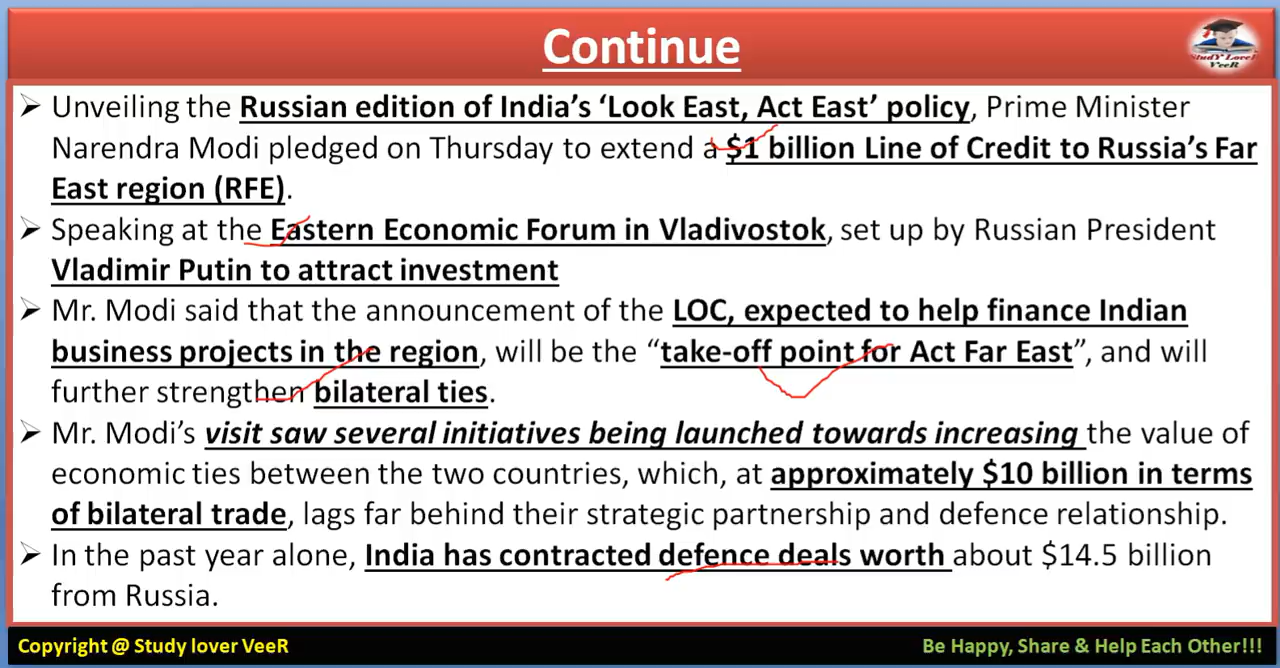 Continue
StudY LoveR
VeeR
➢ Unveiling the Russian edition of India’s ‘Look East, Act East’ policy, Prime Minister
Narendra Modi pledged on Thursday to extend a $1 billion Line of Credit to Russia’s Far
East region (RFE).
➢ Speaking at the Eastern Economic Forum in Vladivostok, set up by Russian President
Vladimir Putin to attract investment
➢ Mr. Modi said that the announcement of the LOC, expected to help finance Indian
business projects in the region, will be the “take-off point for Act Far East”, and will
further strengthen bilateral ties.
➢ Mr. Modi’s visit saw several initiatives being launched towards increasing the value of
economic ties between the two countries, which, at approximately $10 billion in terms
of bilateral trade, lags far behind their strategic partnership and defence relationship.
➢ In the past year alone, India has contracted defence deals worth about $14.5 billion
from Russia.
Copyright @ Study lover VeeR
Be Happy, Share & Help Each Other!!!